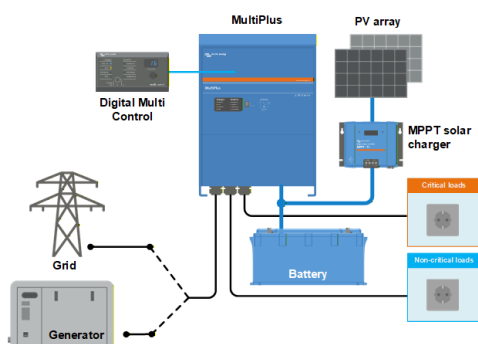 MultiPlus
PV array
Digital Multi
Control
MPPT solar
charger
Critical loads
Grid
Battery
Non-critical loads
Generator